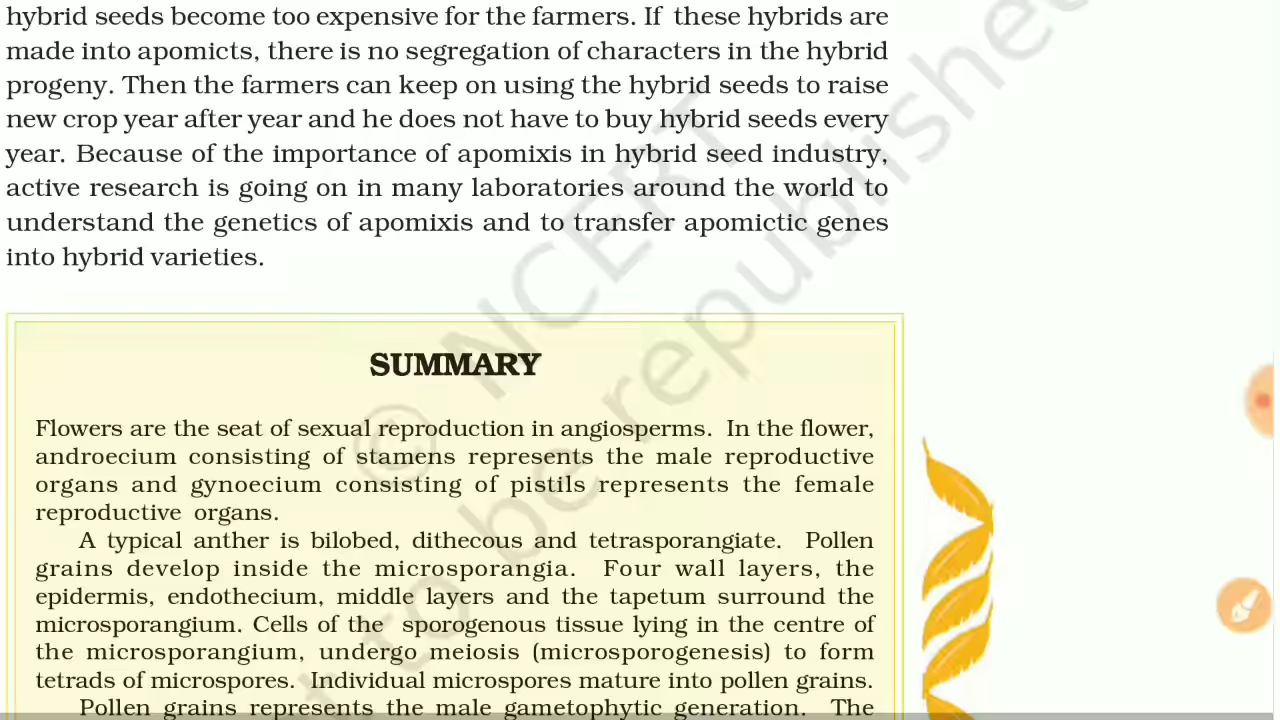 hybrid seeds become too expensive for the farmers. If these hybrids are
made into apomicts, there is no segregation of characters in the hybrid
progeny. Then the farmers can keep on using the hybrid seeds to raise
new crop year after year and he does not have to buy hybrid seeds every
year. Because of the importance of apomixis in hybrid seed industry,
active research is going on in many laboratories around the world to
understand the genetics of apomixis and to transfer apomictic genes
into hybrid varieties.
SUMMARY
Flowers are the seat of sexual reproduction in angiosperms. In the flower,
androecium consisting of stamens represents the male reproductive
organs and gynoecium consisting of pistils represents the female
reproductive organs.
A typical anther is bilobed, dithecous and tetrasporangiate. Pollen
grains develop inside the microsporangia. Four wall layers, the
epidermis, endothecium, middle layers and the tapetum surround the
microsporangium. Cells of the sporogenous tissue lying in the centre of
the microsporangium, undergo meiosis (microsporogenesis) to form
tetrads of microspores. Individual microspores mature into pollen grains.
Pollen grains represents the male gametophytic generation. The
© NCERT
to be republished